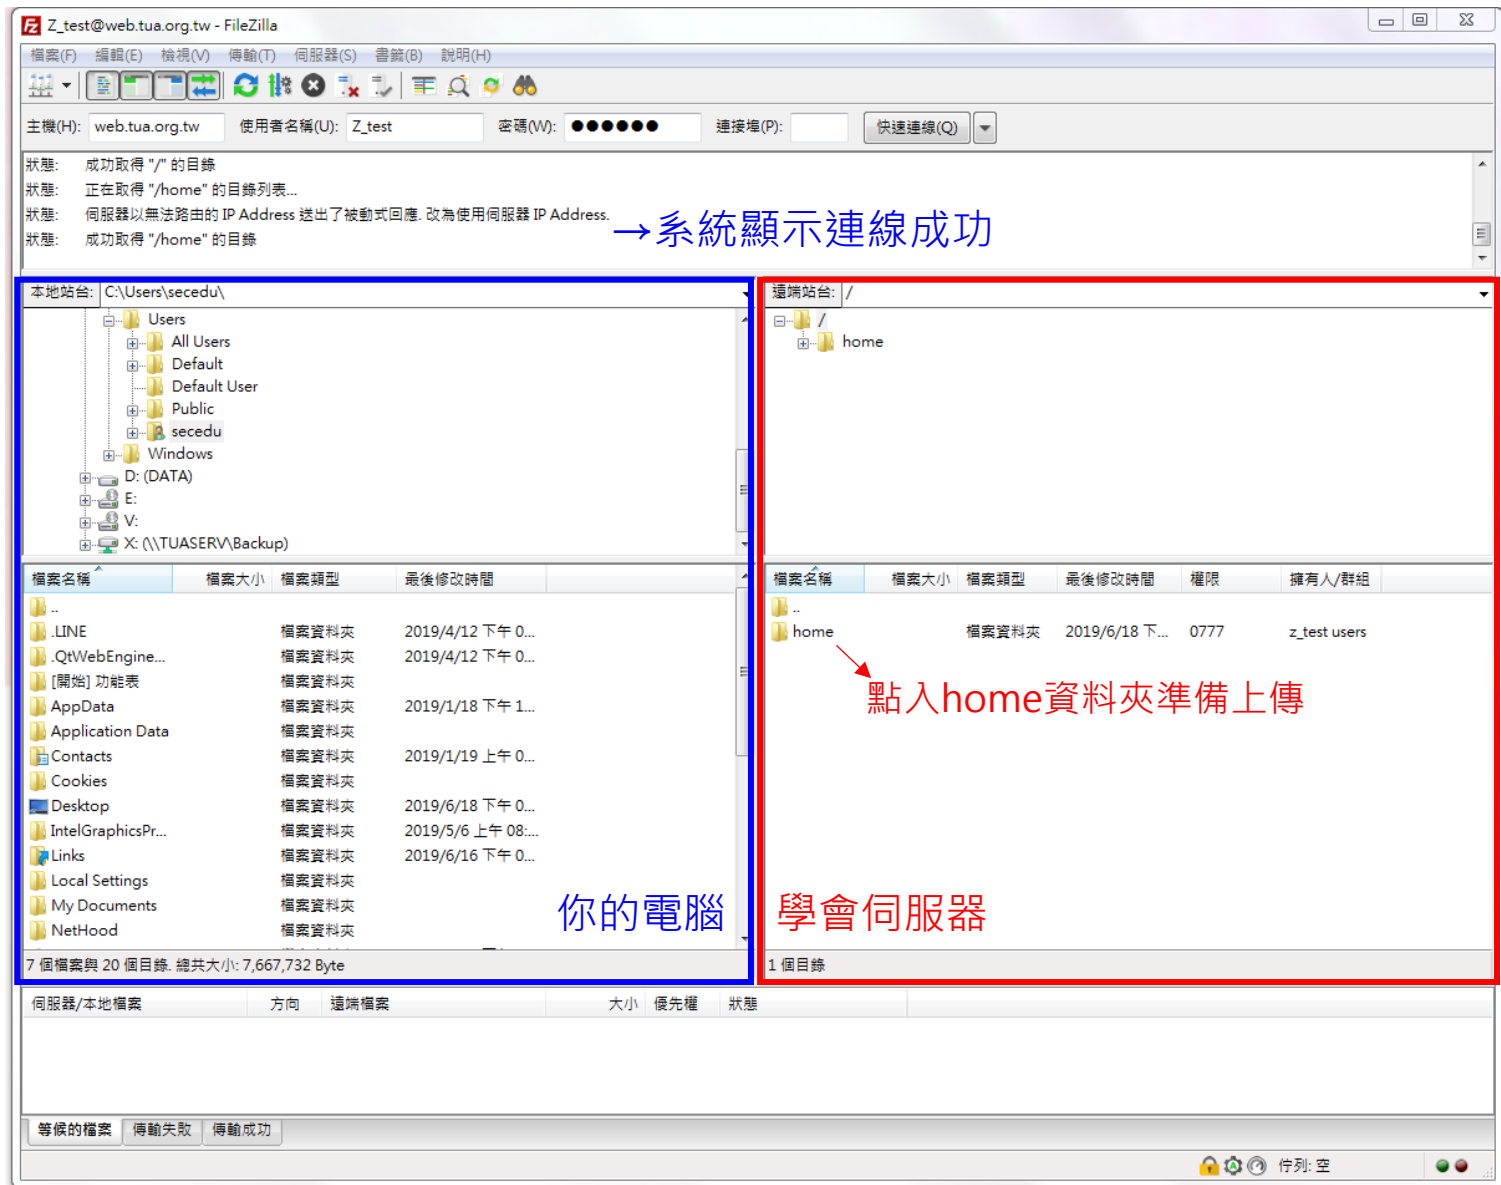 Z_test@web.tua.org.tw - FileZilla
檔案(F) 編輯(E) 檢視(V) 傳輸(T) 伺服器(S) 書籤(B) 說明(H)
主機(H): web.tua.org.tw 使用者名稱(U): Z_test 密碼(W): ●●●●●● 連接埠(P): 快速連線(Q)
狀態: 成功取得 "/" 的目錄
狀態: 正在取得 "/home" 的目錄列表...
狀態: 伺服器以無法路由的 IP Address 送出了被動式回應. 改為使用伺服器 IP Address.
狀態: 成功取得 "/home" 的目錄
→系統顯示連線成功
本地站台: C:\Users\secedu\
Users
All Users
Default
Default User
Public
secedu
Windows
D: (DATA)
E:
V:
X: (\\TUASERV\Backup)
檔案名稱 檔案大小 檔案類型 最後修改時間
..
.LINE 檔案資料夾 2019/4/12 下午 0...
.QtWebEngine... 檔案資料夾 2019/4/12 下午 0...
[開始] 功能表 檔案資料夾
AppData 檔案資料夾 2019/1/18 下午 1...
Application Data 檔案資料夾
Contacts 檔案資料夾 2019/1/19 上午 0...
Cookies 檔案資料夾
Desktop 檔案資料夾 2019/6/18 下午 0...
IntelGraphicsPr... 檔案資料夾 2019/5/6 上午 08:...
Links 檔案資料夾 2019/6/16 下午 0...
Local Settings 檔案資料夾
My Documents 檔案資料夾
NetHood 檔案資料夾
你的電腦
7 個檔案與 20 個目錄. 總共大小: 7,667,732 Byte
遠端站台: /
/
home
檔案名稱 檔案大小 檔案類型 最後修改時間 權限 擁有人/群組
..
home 檔案資料夾 2019/6/18 下... 0777 z_test users
點入home資料夾準備上傳
學會伺服器
1 個目錄
伺服器/本地檔案 方向 遠端檔案 大小 優先權 狀態
等候的檔案 傳輸失敗 傳輸成功
佇列: 空